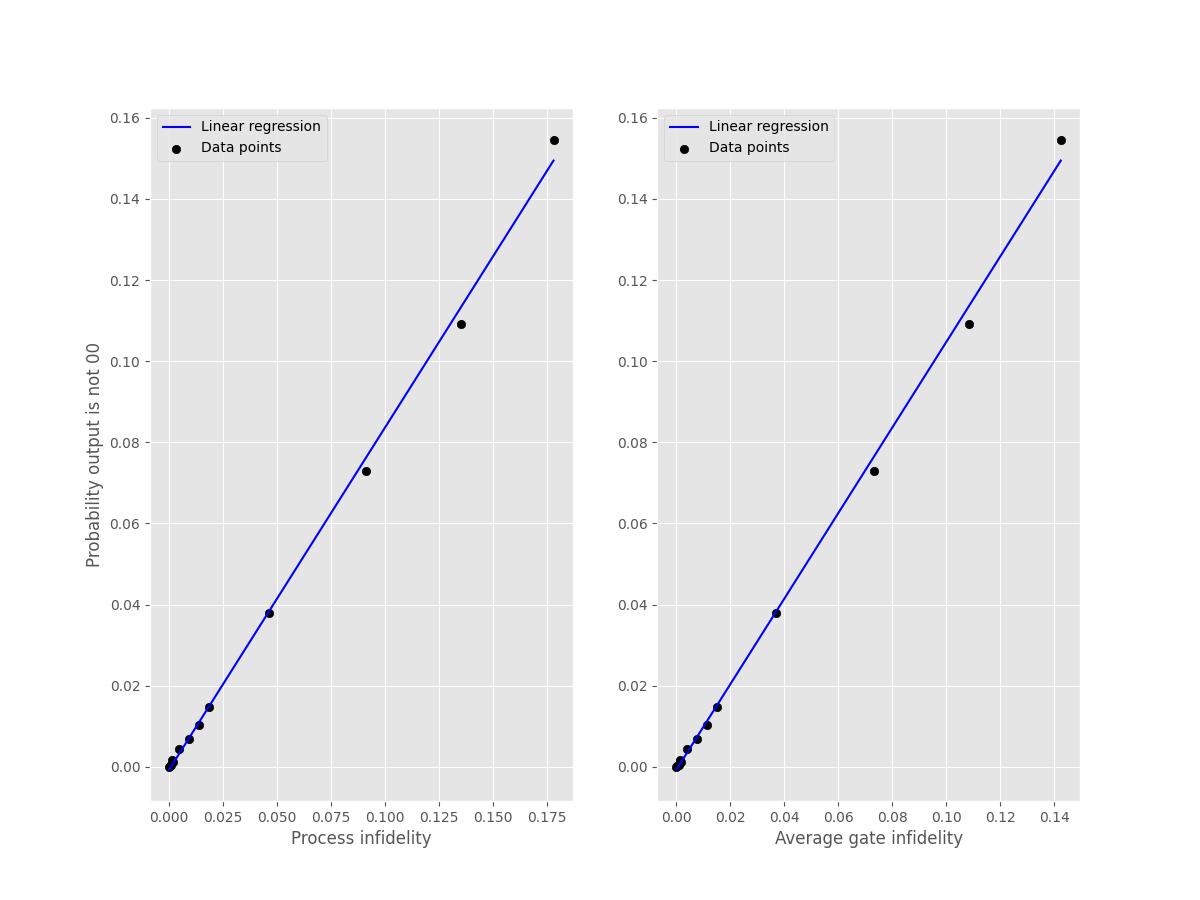 Linear regression
Data points
0.16
0.14
0.12
0.10
0.08
0.06
0.04
0.02
0.00
Probability output is not 00
0.000 0.025 0.050 0.075 0.100 0.125 0.150 0.175
Process infidelity
Linear regression
Data points
0.16
0.14
0.12
0.10
0.08
0.06
0.04
0.02
0.00
0.00 0.02 0.04 0.06 0.08 0.10 0.12 0.14
Average gate infidelity